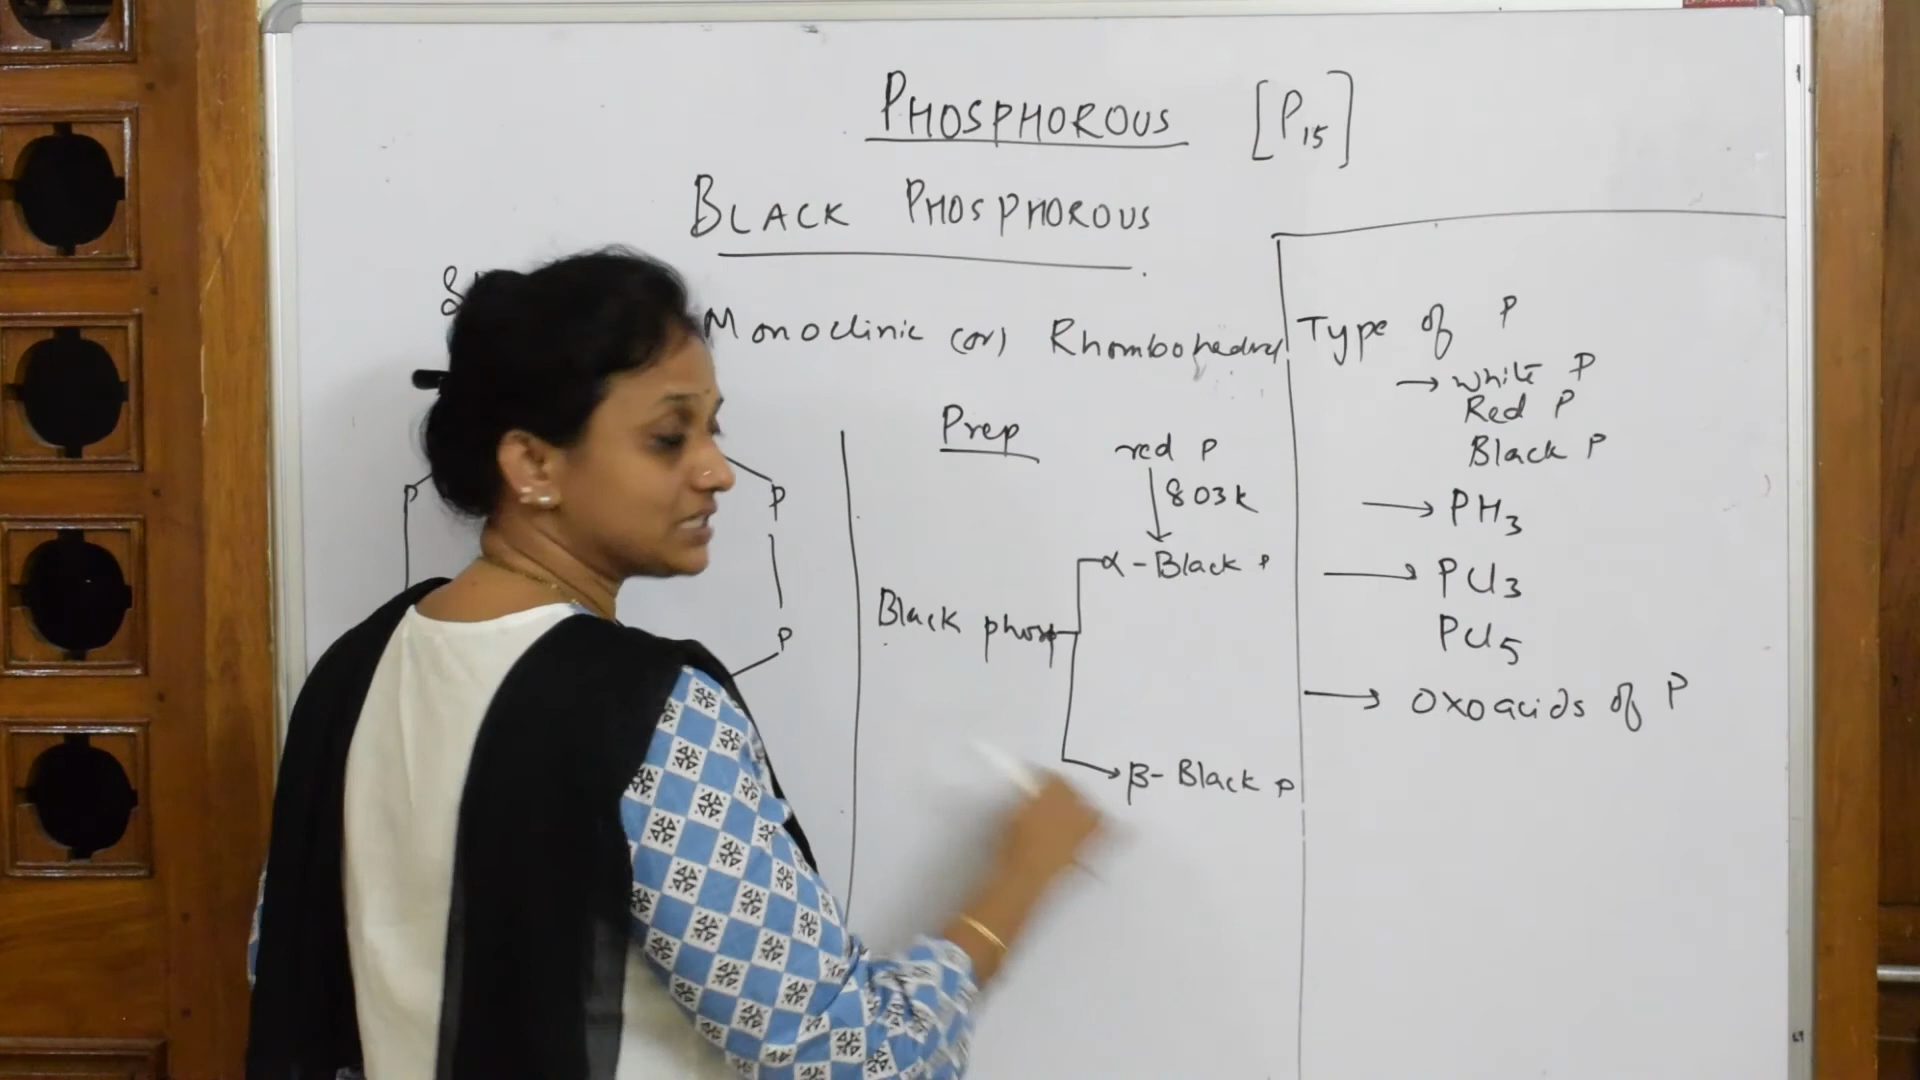 PHOSPHOROUS [P15]
BLACK PHOSPHOROUS
Monoclinic (or) Rhombohedral
P
P
P
Prep
red P
803k
Black phosp
α-Black P
β-Black P
Type of P
→ white P
Red P
Black P
→ PH3
→ PCl3
PCl5
→ Oxoacids of P